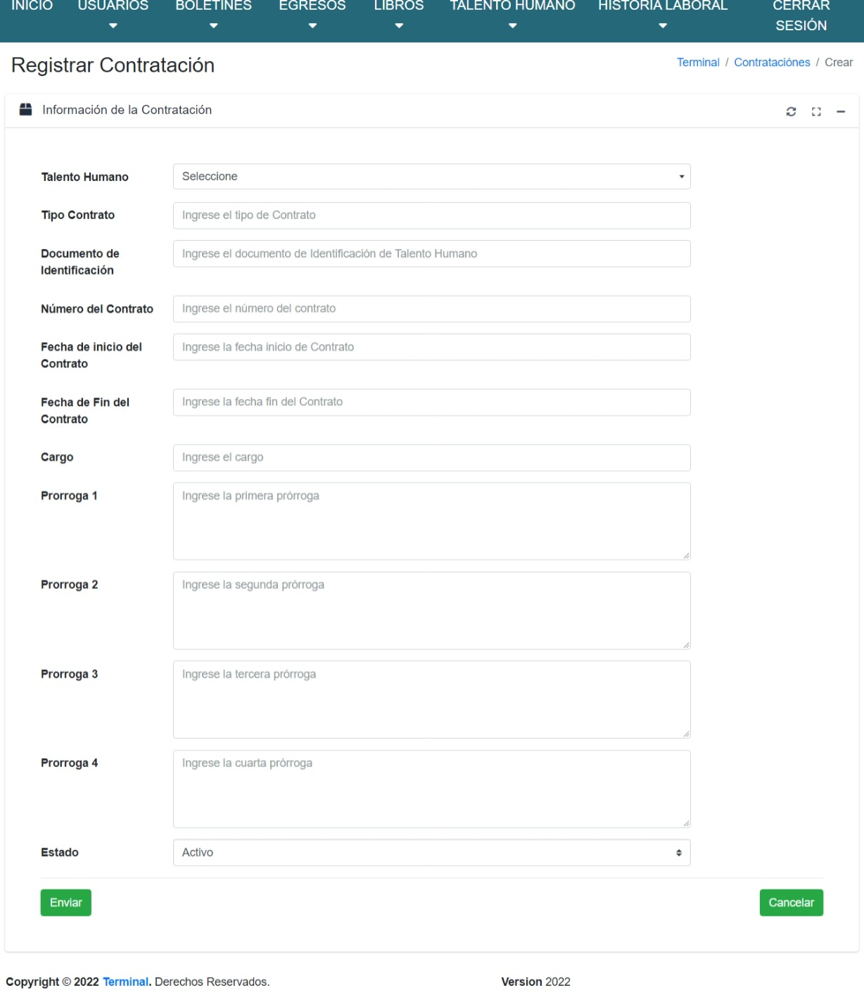 INICIO USUARIOS BOLETINES EGRESOS LIBROS TALENTO HUMANO HISTORIA LABORAL CERRAR
SESIÓN
Registrar Contratación
Terminal / Contrataciónes / Crear
Información de la Contratación
Talento Humano Seleccione
Tipo Contrato Ingrese el tipo de Contrato
Documento de Ingrese el documento de Identificación de Talento Humano
Identificación
Número del Contrato Ingrese el número del contrato
Fecha de inicio del Ingrese la fecha inicio de Contrato
Contrato
Fecha de Fin del Ingrese la fecha fin del Contrato
Contrato
Cargo Ingrese el cargo
Prorroga 1 Ingrese la primera prórroga
Prorroga 2 Ingrese la segunda prórroga
Prorroga 3 Ingrese la tercera prórroga
Prorroga 4 Ingrese la cuarta prórroga
Estado Activo
Enviar Cancelar
Copyright © 2022 Terminal. Derechos Reservados. Version 2022